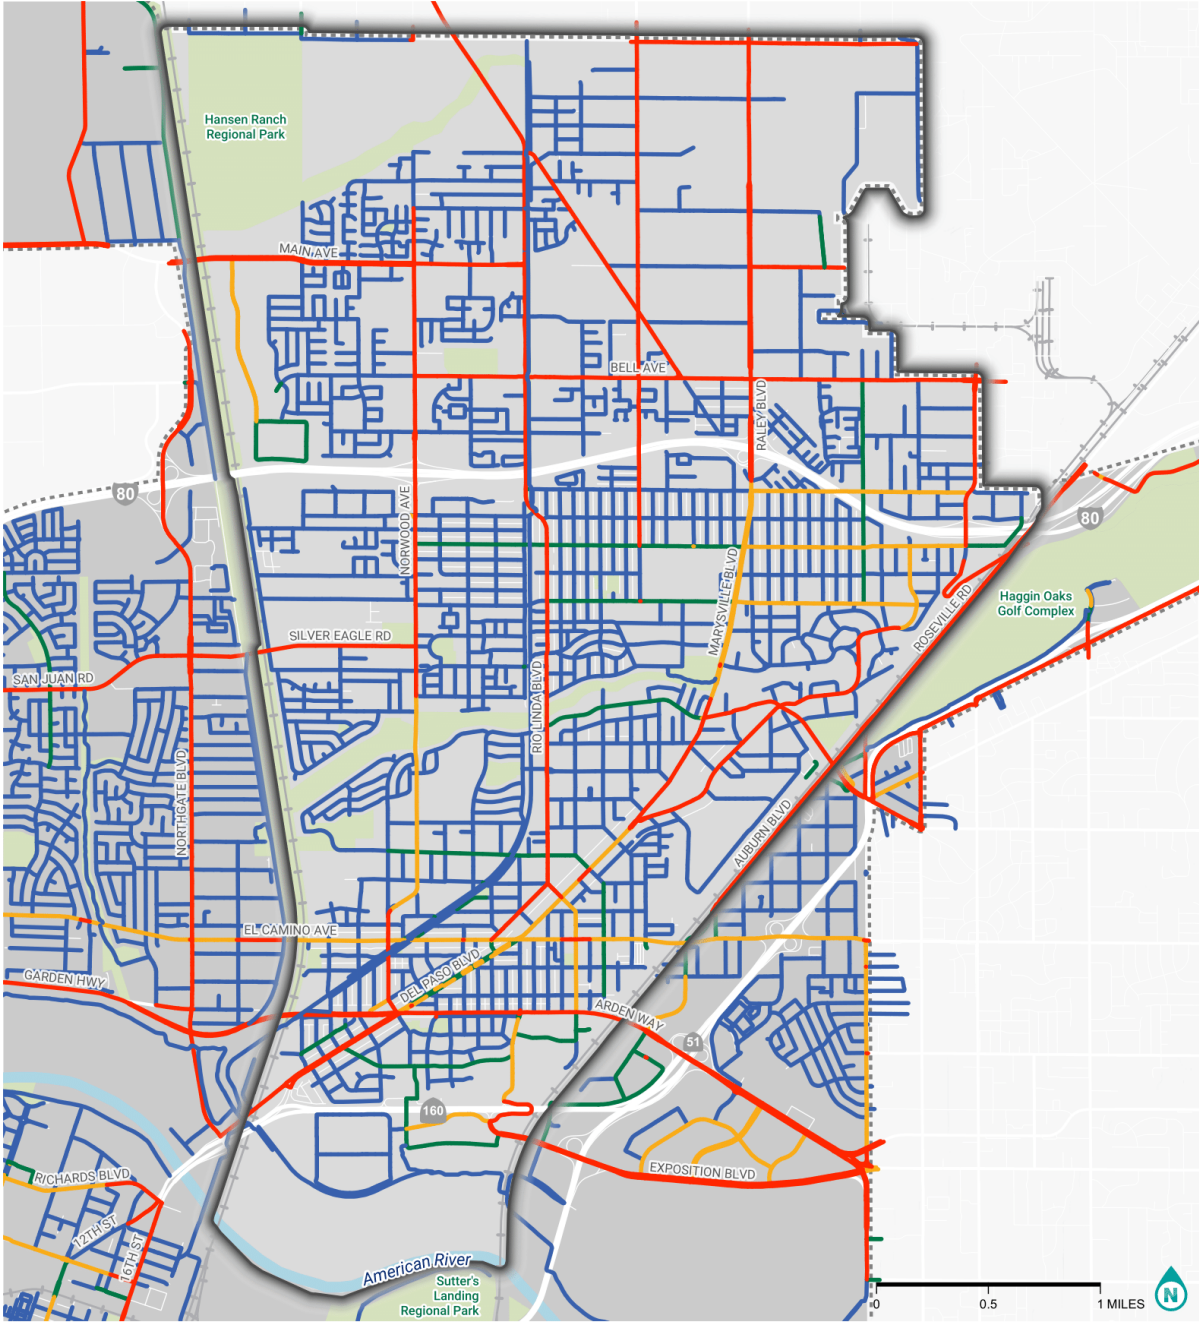 Hansen Ranch
Regional Park
MAIN AVE
BELL AVE
RALEY BLVD
80
NORWOOD AVE
80
MARYSVILLE BLVD
Haggin Oaks
Golf Complex
ROSEVILLE RD
SILVER EAGLE RD
SAN JUAN RD
RIO LINDA BLVD
NORTHGATE BLVD
AUBURN BLVD
EL CAMINO AVE
GARDEN HWY
DEL PASO BLVD
ARDEN WAY
51
160
RICHARDS BLVD
EXPOSITION BLVD
12TH ST
16TH ST
American River
Sutter's
Landing
Regional Park
0 0.5 1 MILES
N